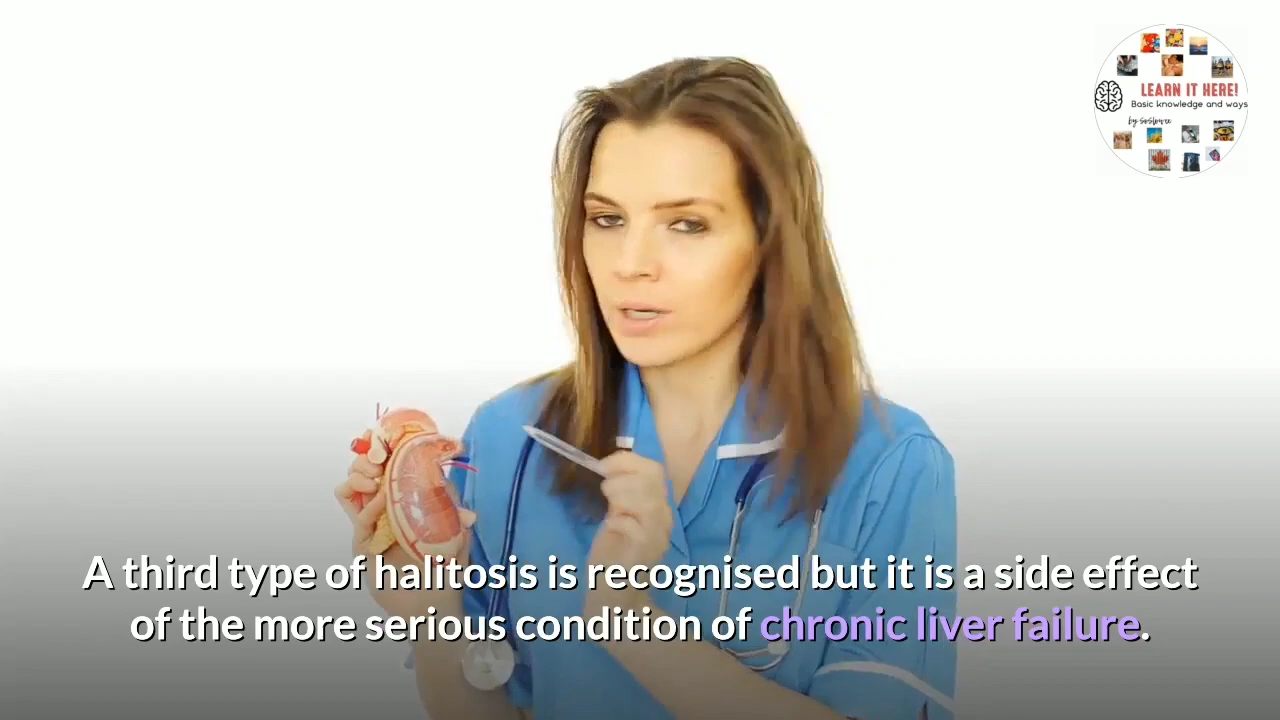 LEARN IT HERE!
Basic knowledge and ways
A third type of halitosis is recognised but it is a side effect
of the more serious condition of chronic liver failure.